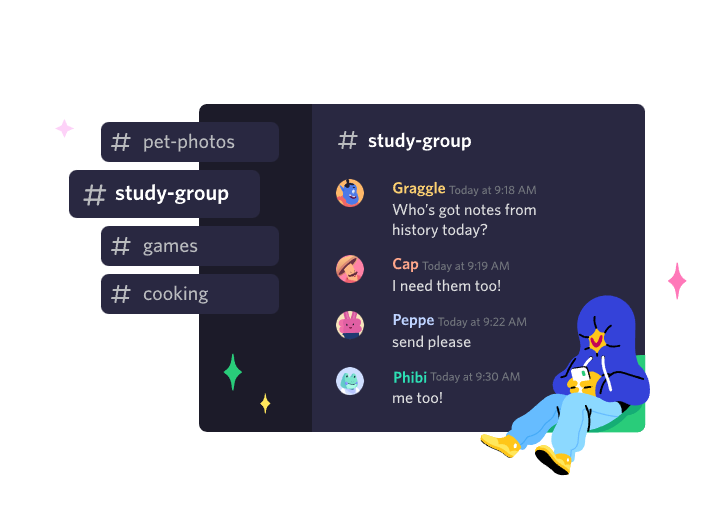 # pet-photos
# study-group
# games
# cooking
# study-group
Graggle Today at 9:18 AM
Who's got notes from
history today?
Cap Today at 9:19 AM
I need them too!
Peppe Today at 9:22 AM
send please
Phibi Today at 9:30 AM
me too!